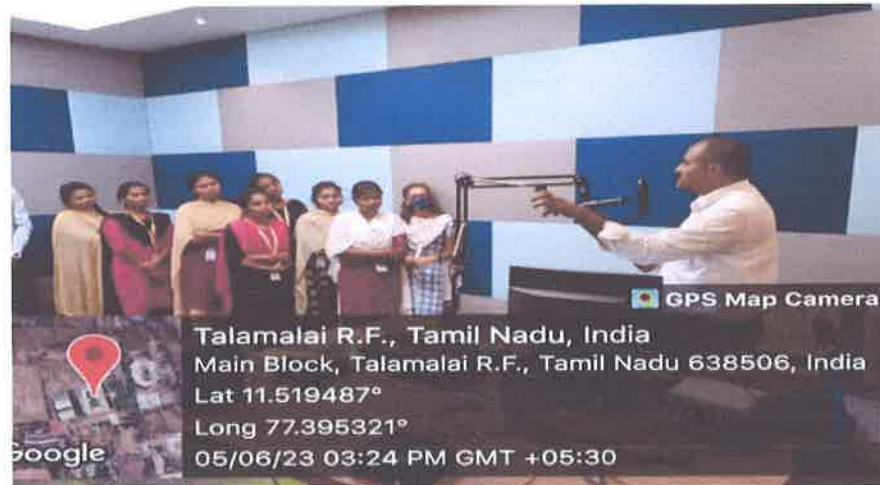 GPS Map Camera
Talamalai R.F., Tamil Nadu, India
Main Block, Talamalai R.F., Tamil Nadu 638506, India
Lat 11.519487°
Long 77.395321°
05/06/23 03:24 PM GMT +05:30
Google